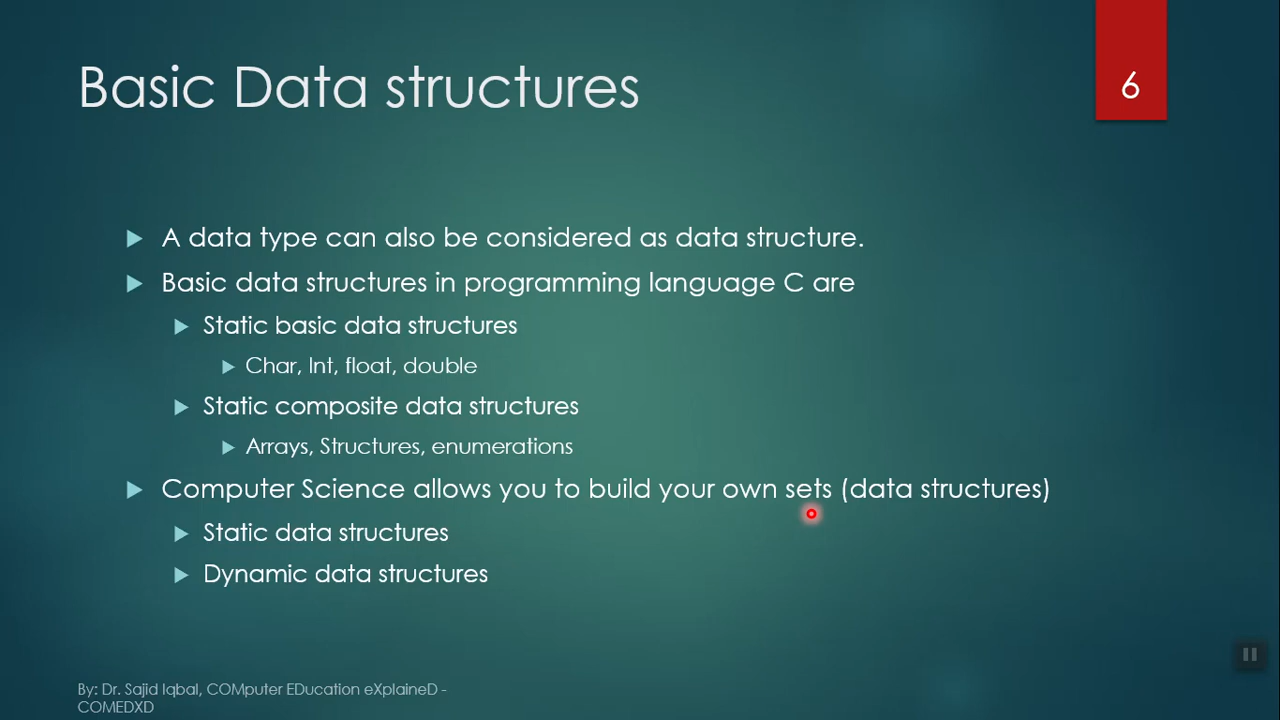 Basic Data structures
6
A data type can also be considered as data structure.
Basic data structures in programming language C are
Static basic data structures
Char, Int, float, double
Static composite data structures
Arrays, Structures, enumerations
Computer Science allows you to build your own sets (data structures)
Static data structures
Dynamic data structures
By: Dr. Sajid Iqbal, COMputer EDucation eXplaineD -
COMEDXD